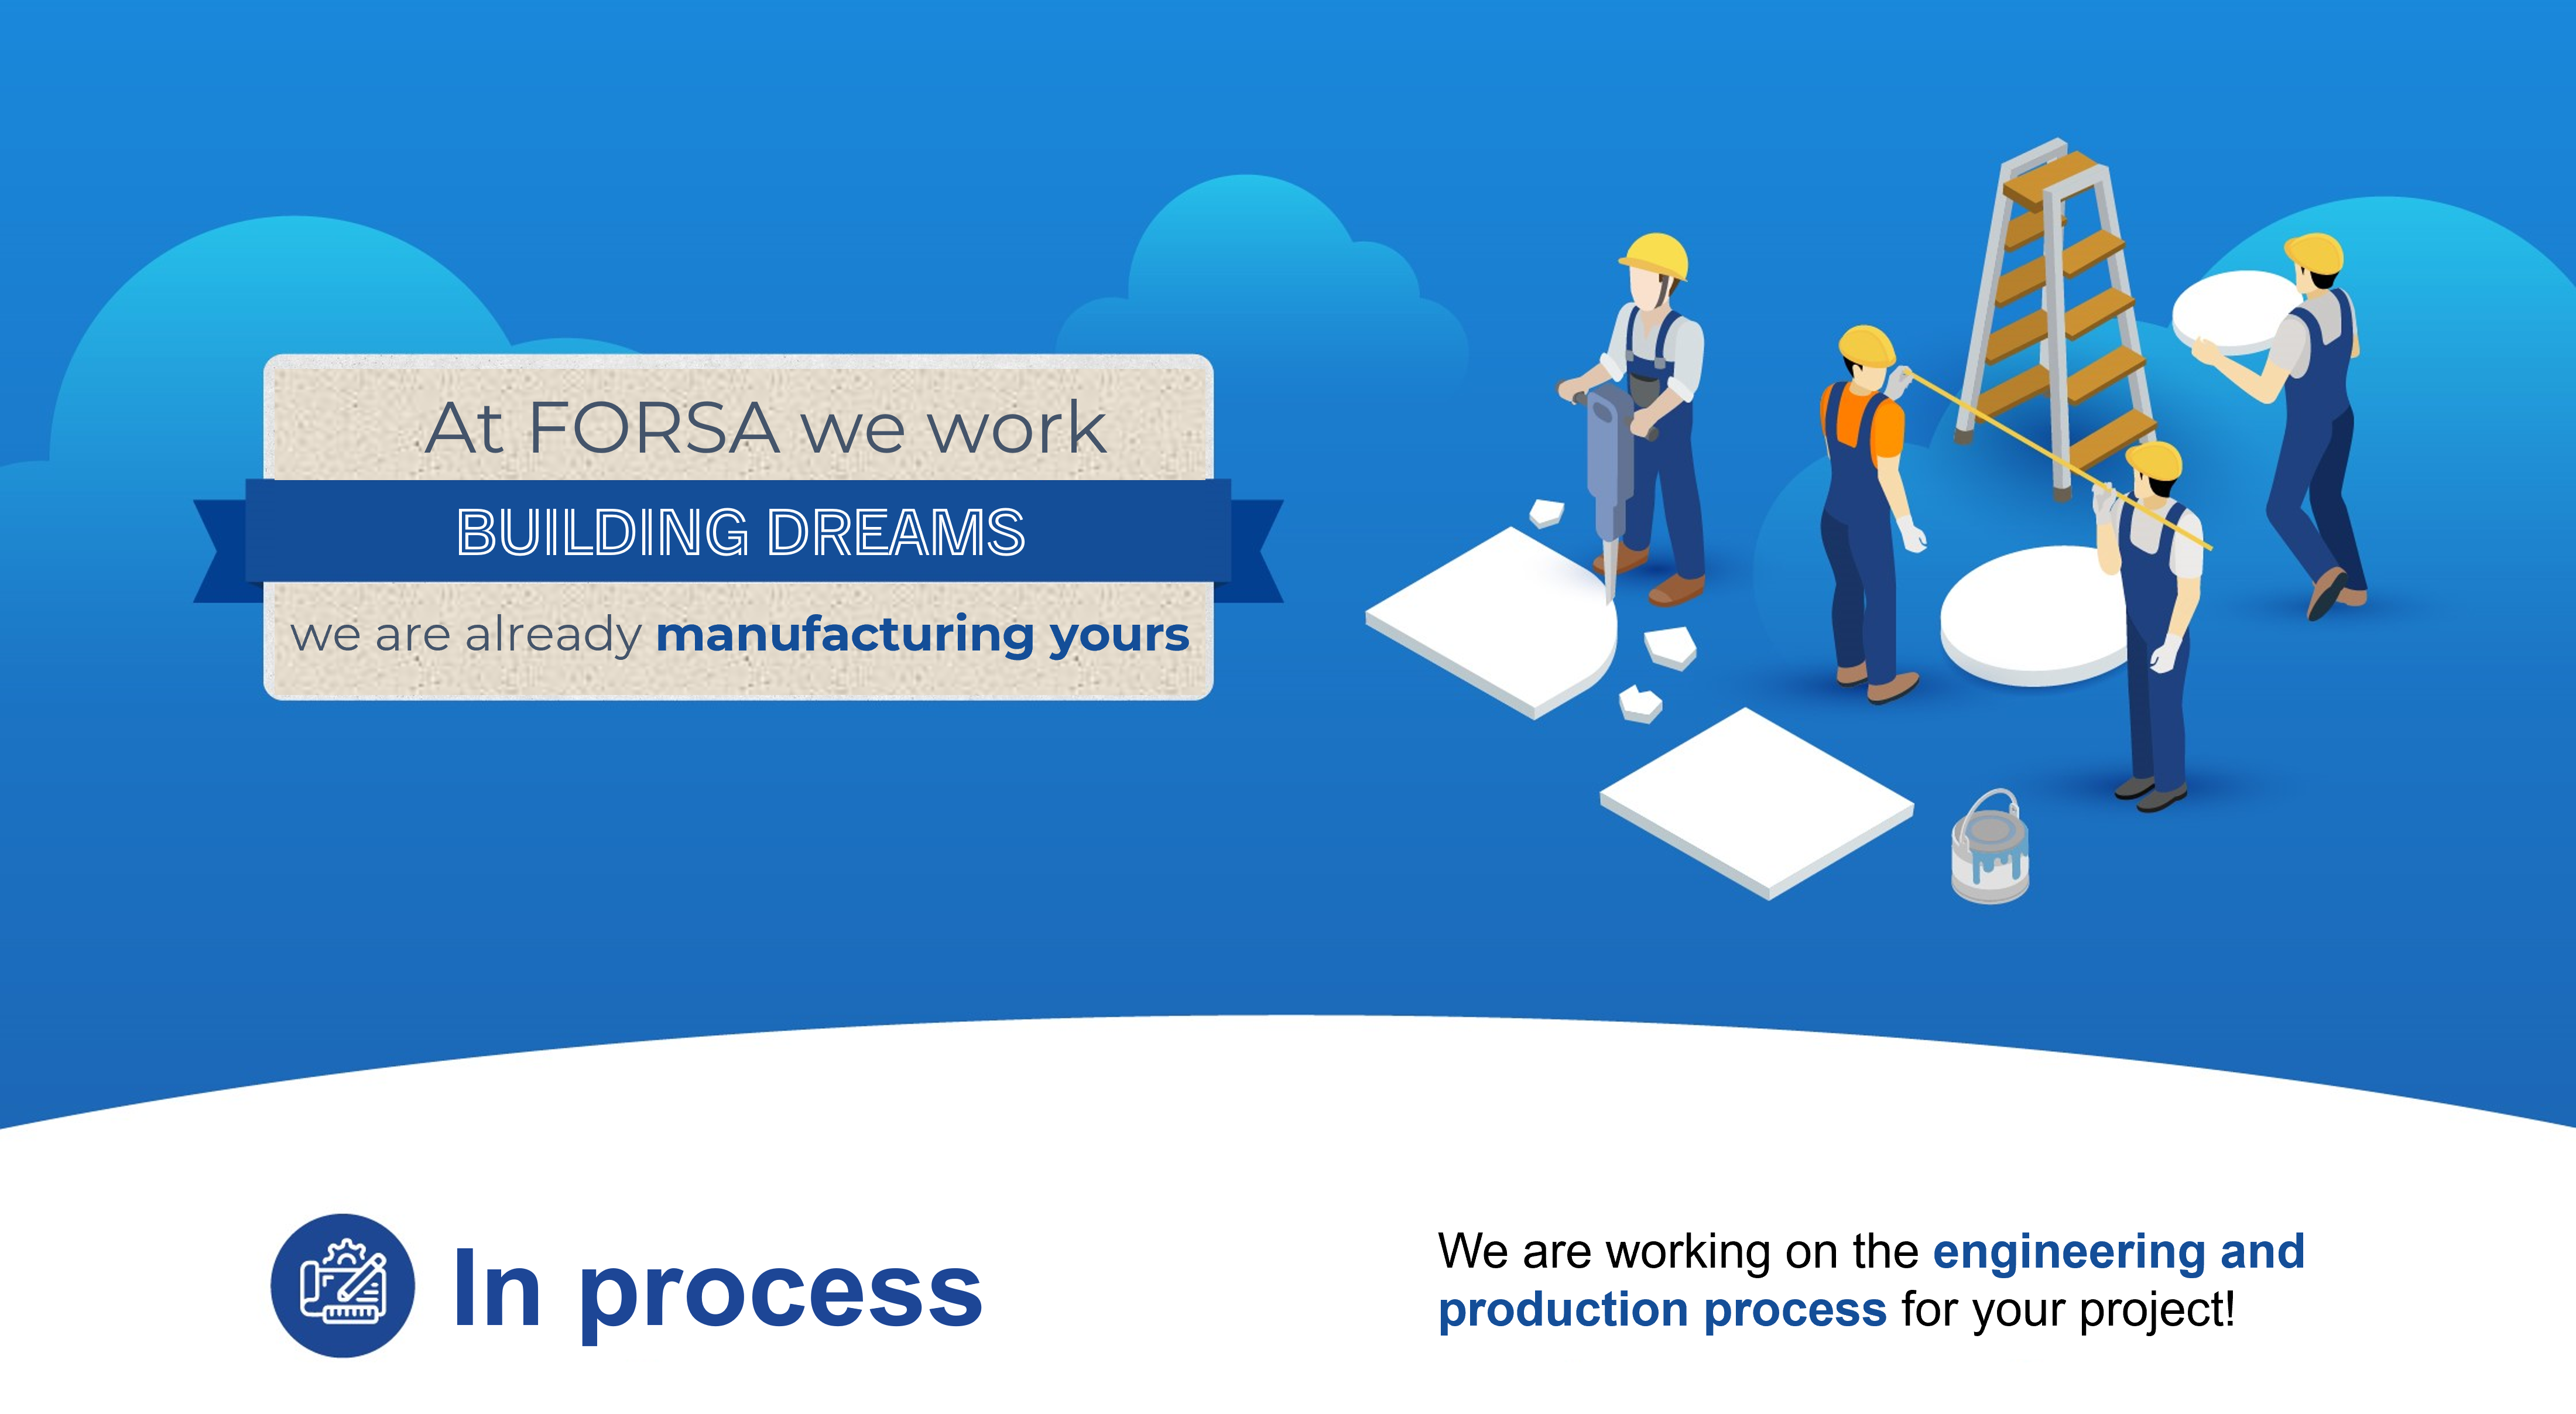 At FORSA we work
BUILDING DREAMS
we are already manufacturing yours
In process
We are working on the engineering and
production process for your project!